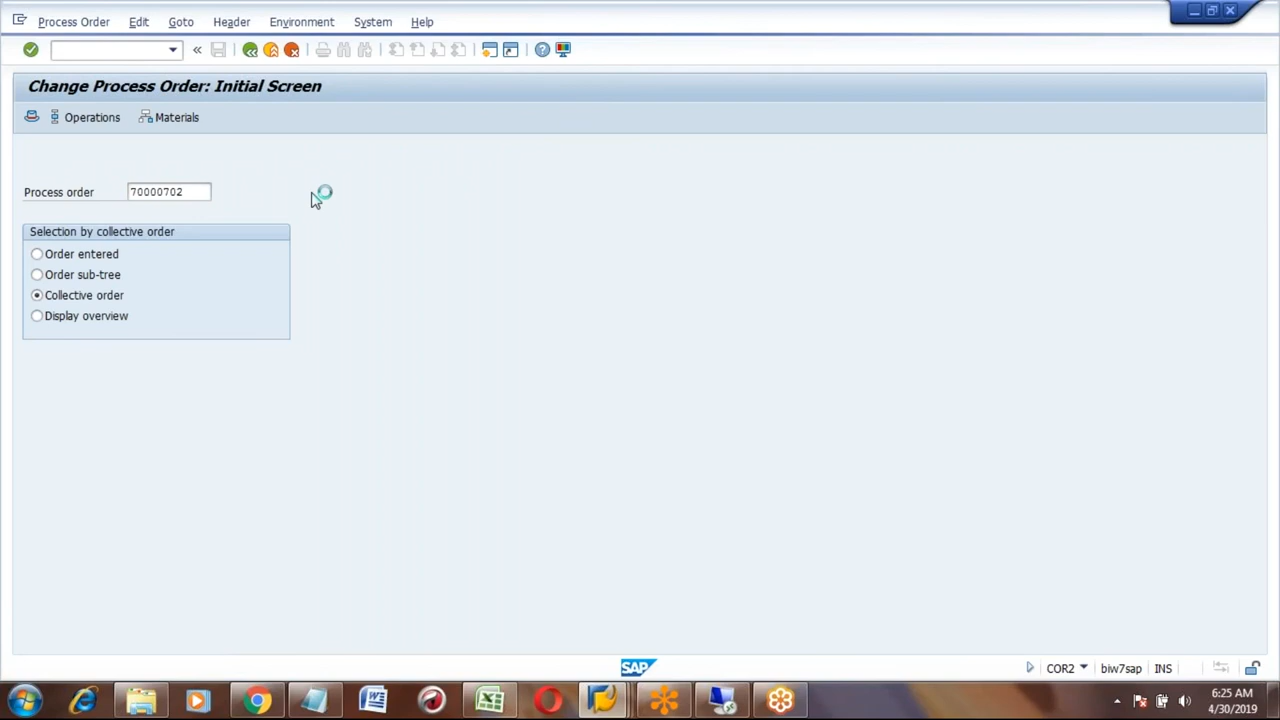 Process Order Edit Goto Header Environment System Help
Change Process Order: Initial Screen
Operations Materials
Process order 70000702
Selection by collective order
Order entered
Order sub-tree
Collective order
Display overview
SAP COR2 biw7sap INS
6:25 AM
4/30/2019